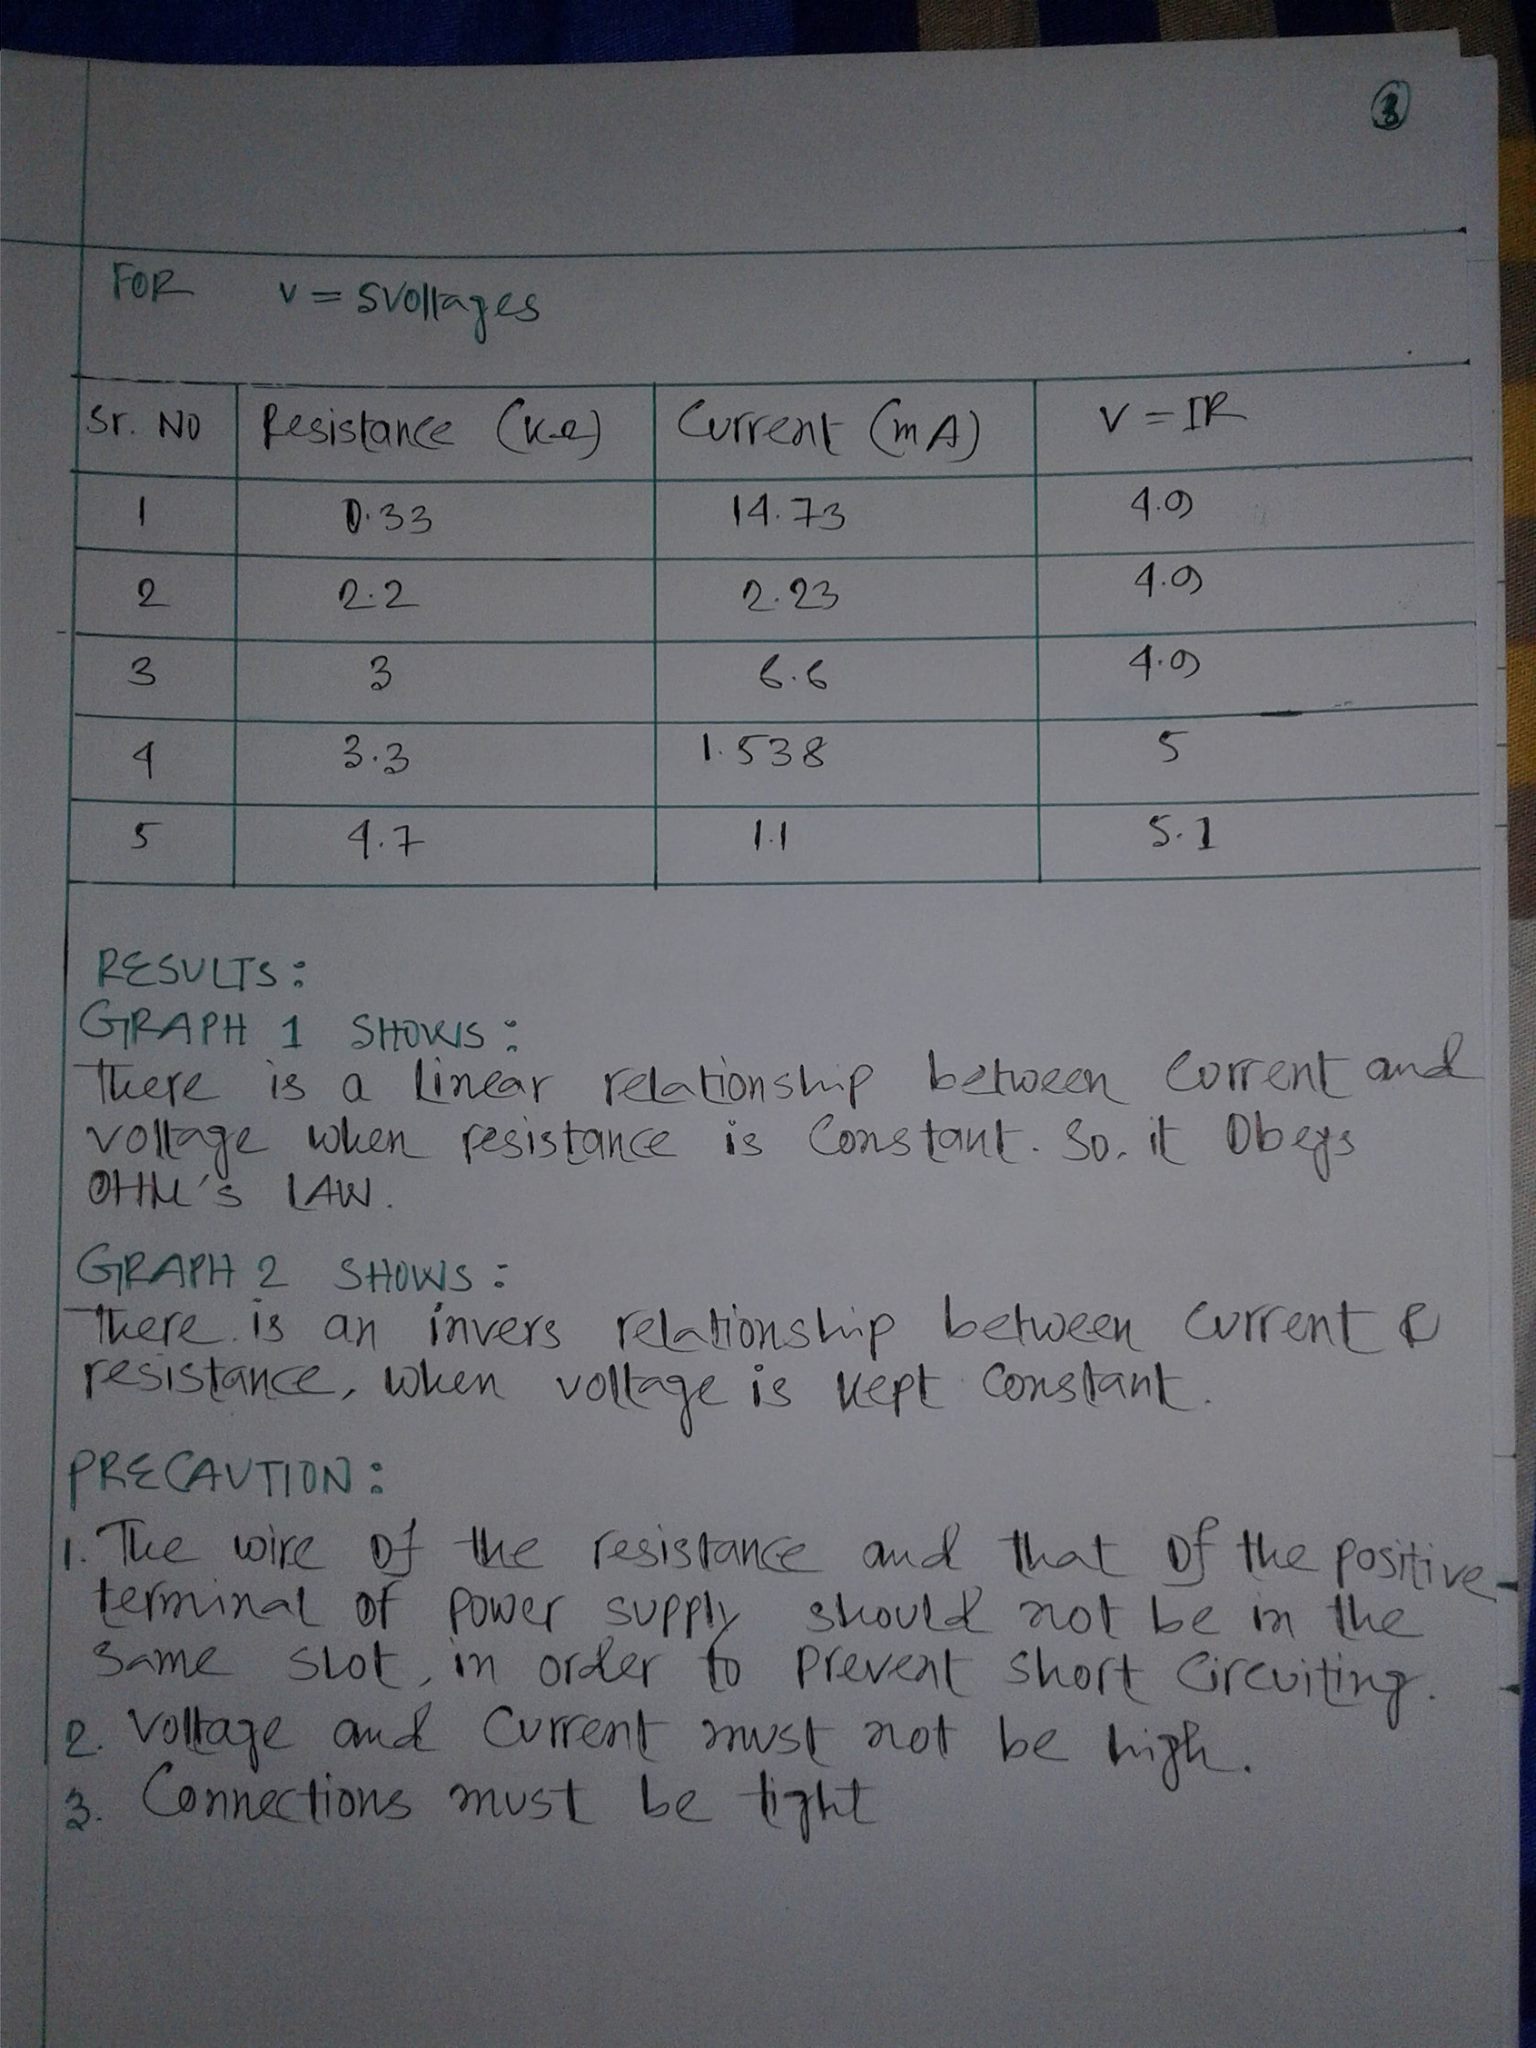 3
FOR V = 5Voltages
Sr. NO Resistance (KΩ) Current (mA) V = IR
1 0.33 14.73 4.9
2 2.2 2.23 4.9
3 3 6.6 4.9
4 3.3 1.538 5
5 4.7 1.1 5.1
RESULTS:
GRAPH 1 SHOWS:
There is a linear relationship between Current and
voltage when resistance is Constant. So, it Obeys
OHM's LAW.
GRAPH 2 SHOWS:
There is an invers relationship between Current &
resistance, when voltage is kept Constant.
PRECAUTION:
1. The wire of the resistance and that of the positive
terminal of power supply should not be in the
same slot, in order to prevent short Circuiting.
2. Voltage and Current must not be high.
3. Connections must be tight